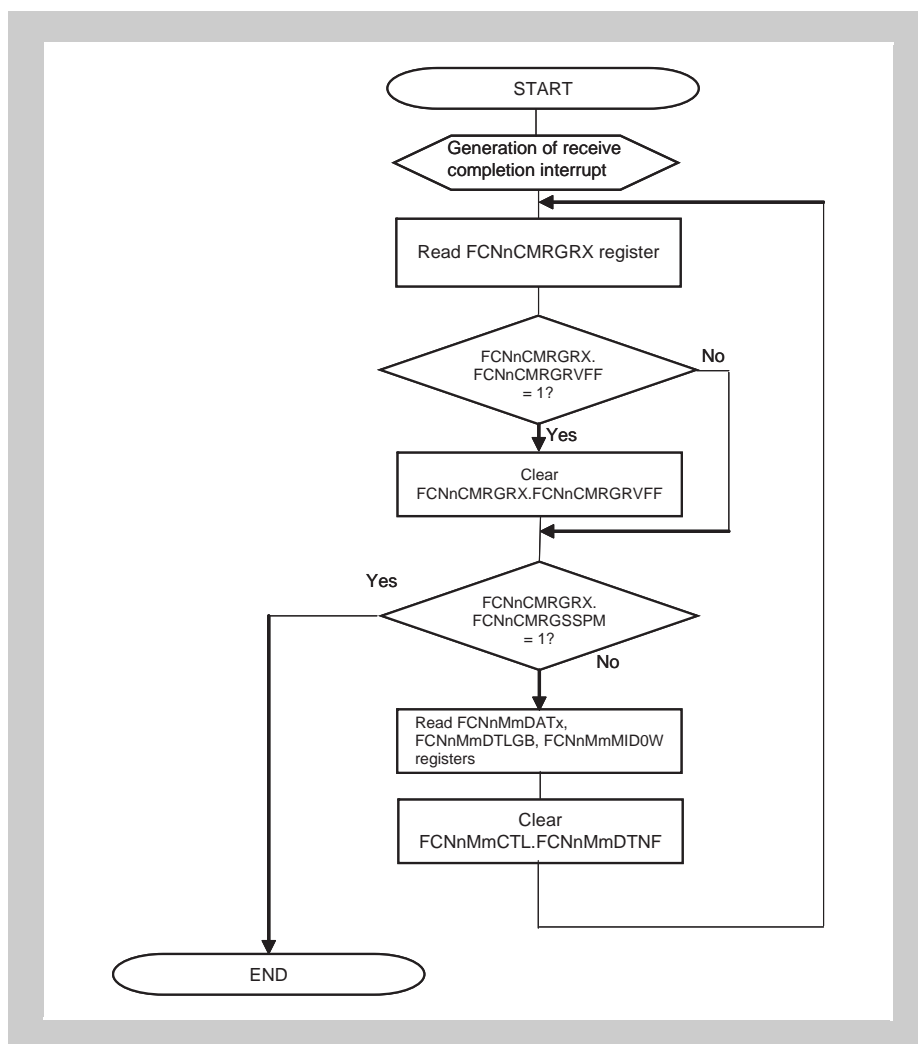 START
Generation of receive
completion interrupt
Read FCNnCMRGRX register
FCNnCMRGRX.
FCNnCMRGRVFF
= 1?
No
Yes
Clear
FCNnCMRGRX.FCNnCMRGRVFF
Yes
FCNnCMRGRX.
FCNnCMRGSSPM
= 1?
No
Read FCNnMmDATx,
FCNnMmDTLGB, FCNnMmMID0W
registers
Clear
FCNnMmCTL.FCNnMmDTNF
END